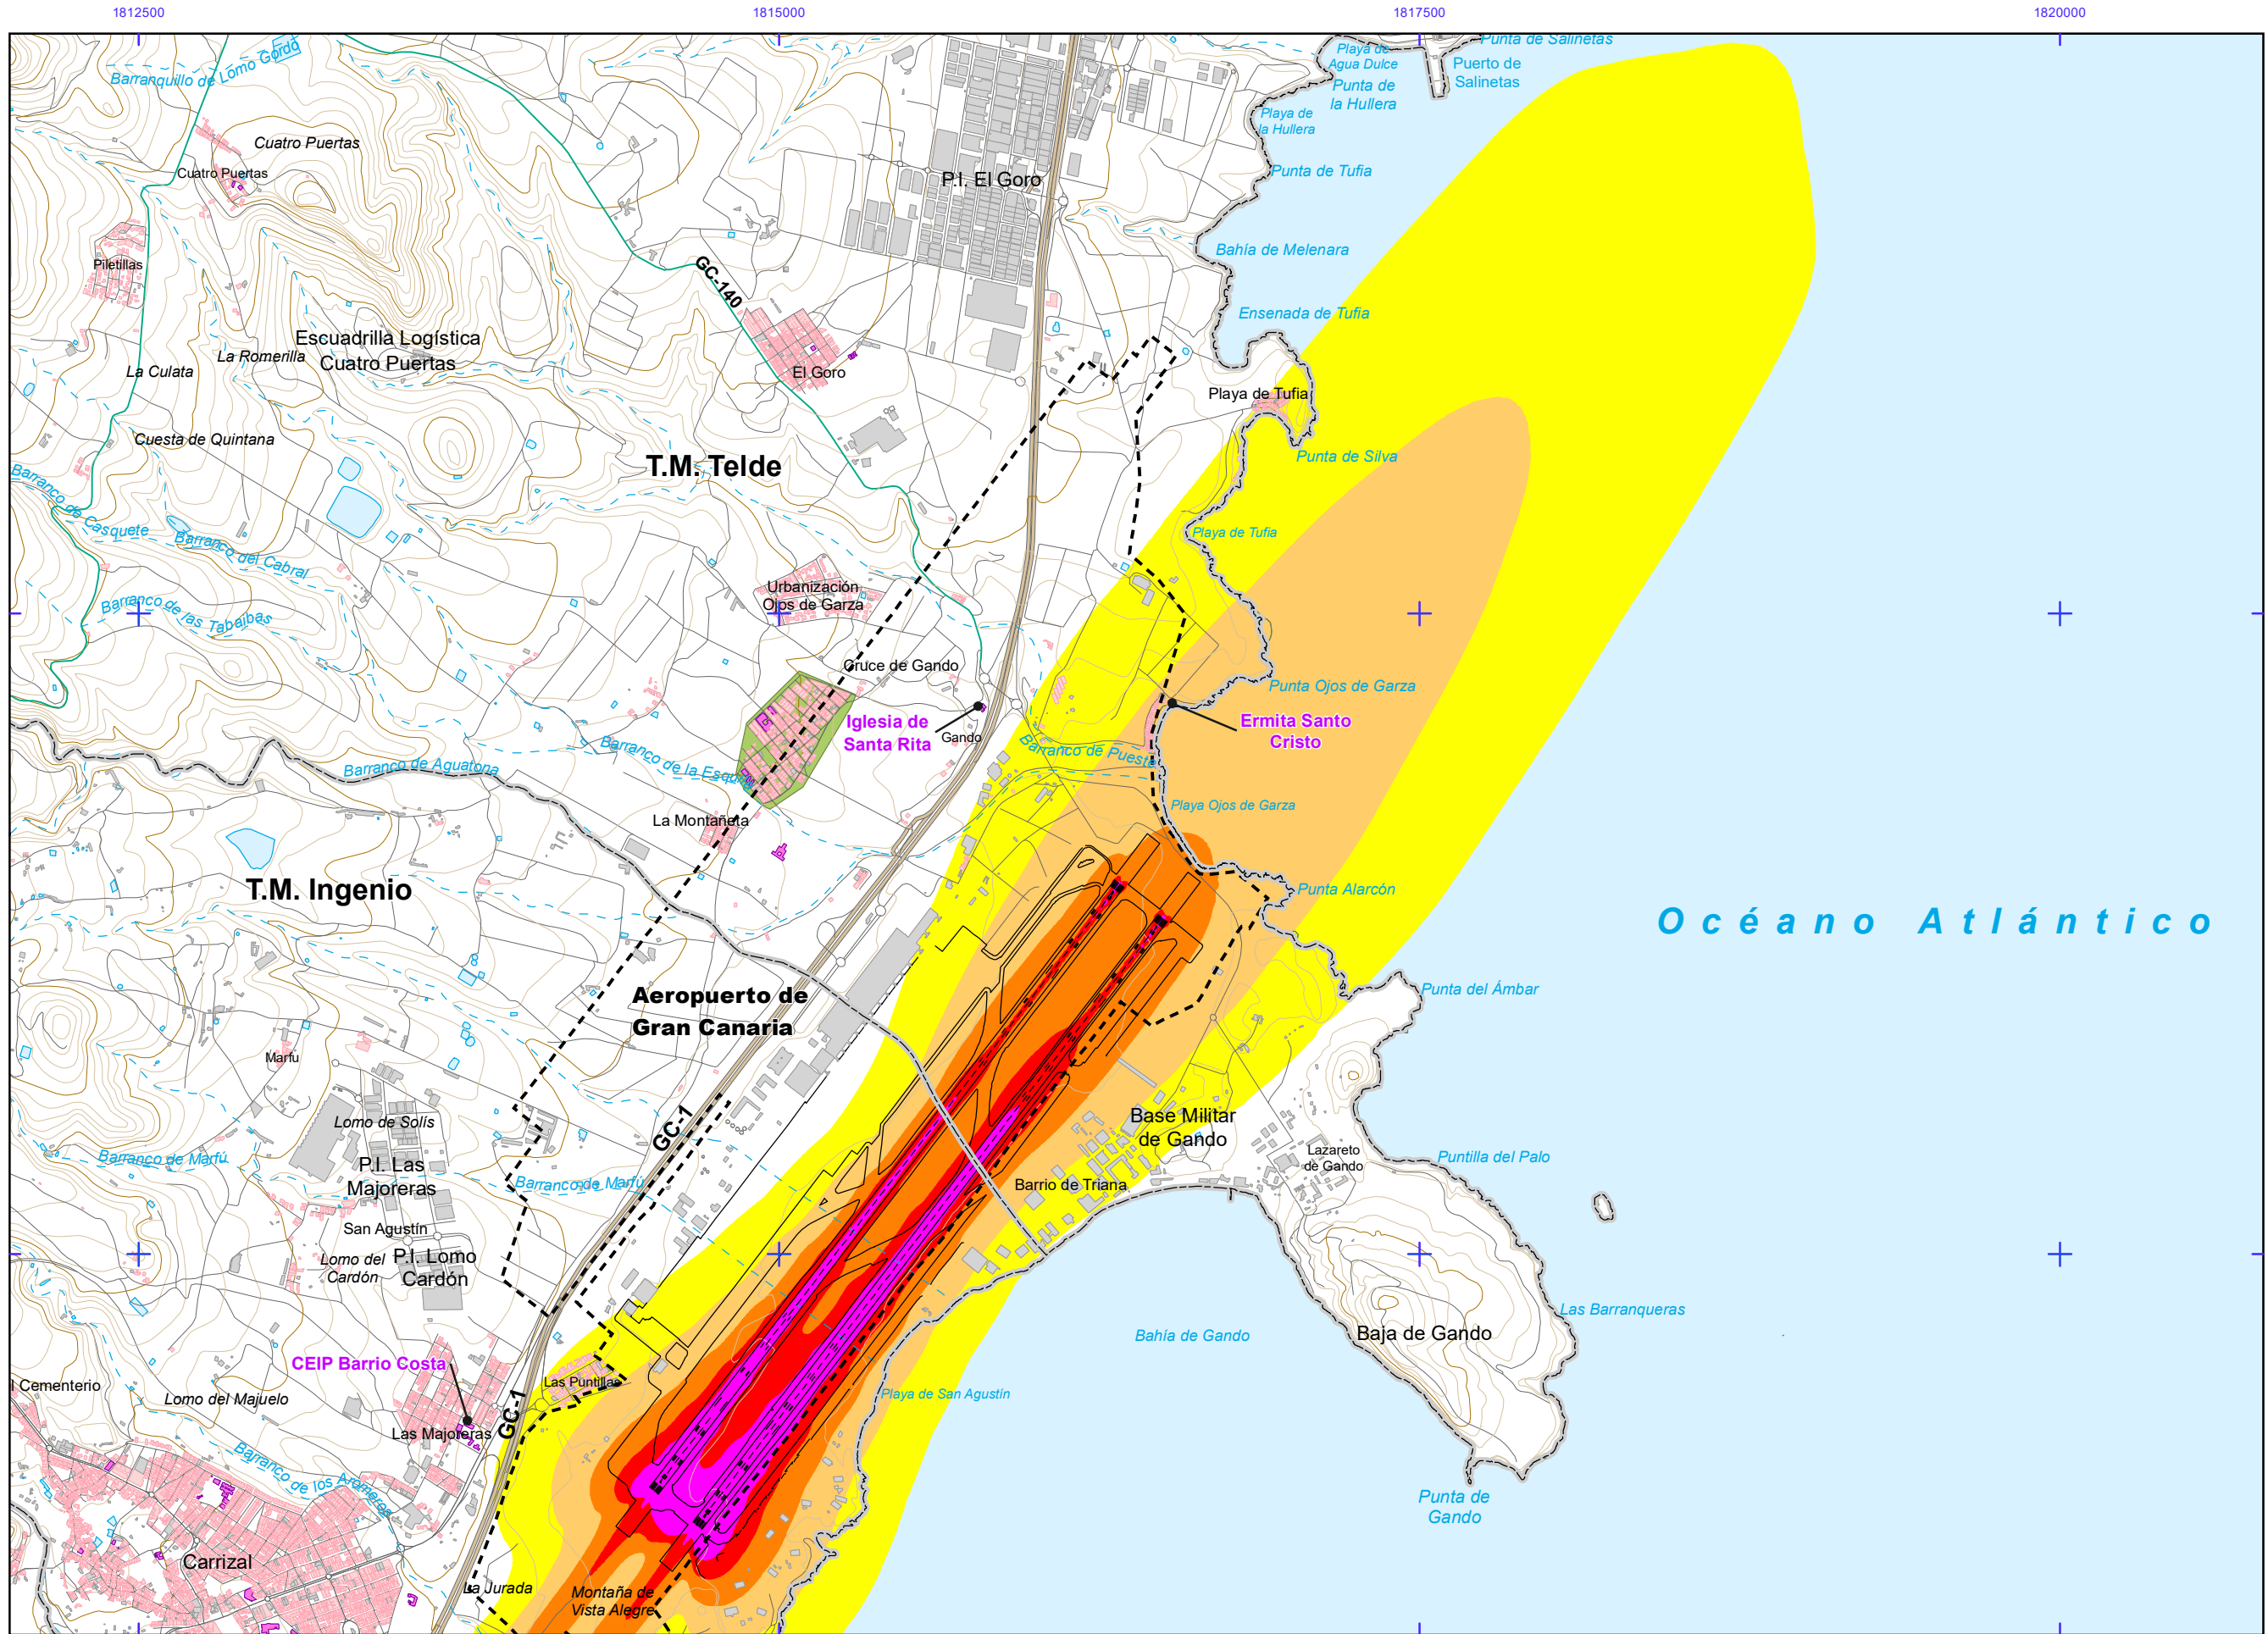 1812500
1815000
1817500
1820000
Barranquillo de Lomo Gordo
Punta de Salinetas
Playa de
Agua Dulce
Puerto de
Salinetas
Punta de
la Hullera
Playa de
la Hullera
Cuatro Puertas
Cuatro Puertas
P.I. El Goro
Punta de Tufia
Bahía de Melenara
Piletillas
GC-140
Ensenada de Tufia
Escuadrilla Logística
Cuatro Puertas
La Romerilla
La Culata
El Goro
Playa de Tufia
Cuesta de Quintana
T.M. Telde
Punta de Silva
Barranco de Casquete
Barranco del Cabral
Playa de Tufia
Barranco de las Tabaibas
Urbanización
Ojos de Garza
Cruce de Gando
Punta Ojos de Garza
Iglesia de
Santa Rita
Gando
Ermita Santo
Cristo
Barranco de Aguatona
Barranco de la Esquina
Barranco de Puesta
Playa Ojos de Garza
La Montañeta
T.M. Ingenio
Punta Alarcón
Océano Atlántico
Aeropuerto de
Gran Canaria
Punta del Ámbar
Marfu
Lomo de Solís
GC-1
Base Militar
de Gando
Barranco de Marfú
P.I. Las
Majoreras
Barranco de Marfú
Barrio de Triana
Lazareto
de Gando
Puntilla del Palo
San Agustín
Lomo del
Cardón
P.I. Lomo
Cardón
Las Barranqueras
Bahía de Gando
Baja de Gando
CEIP Barrio Costa
l Cementerio
Lomo del Majuelo
Las Puntillas
Playa de San Agustín
GC-1
Las Majoreras
Barranco de los Aromeros
Punta de
Gando
Carrizal
La Jurada
Montaña de
Vista Alegre